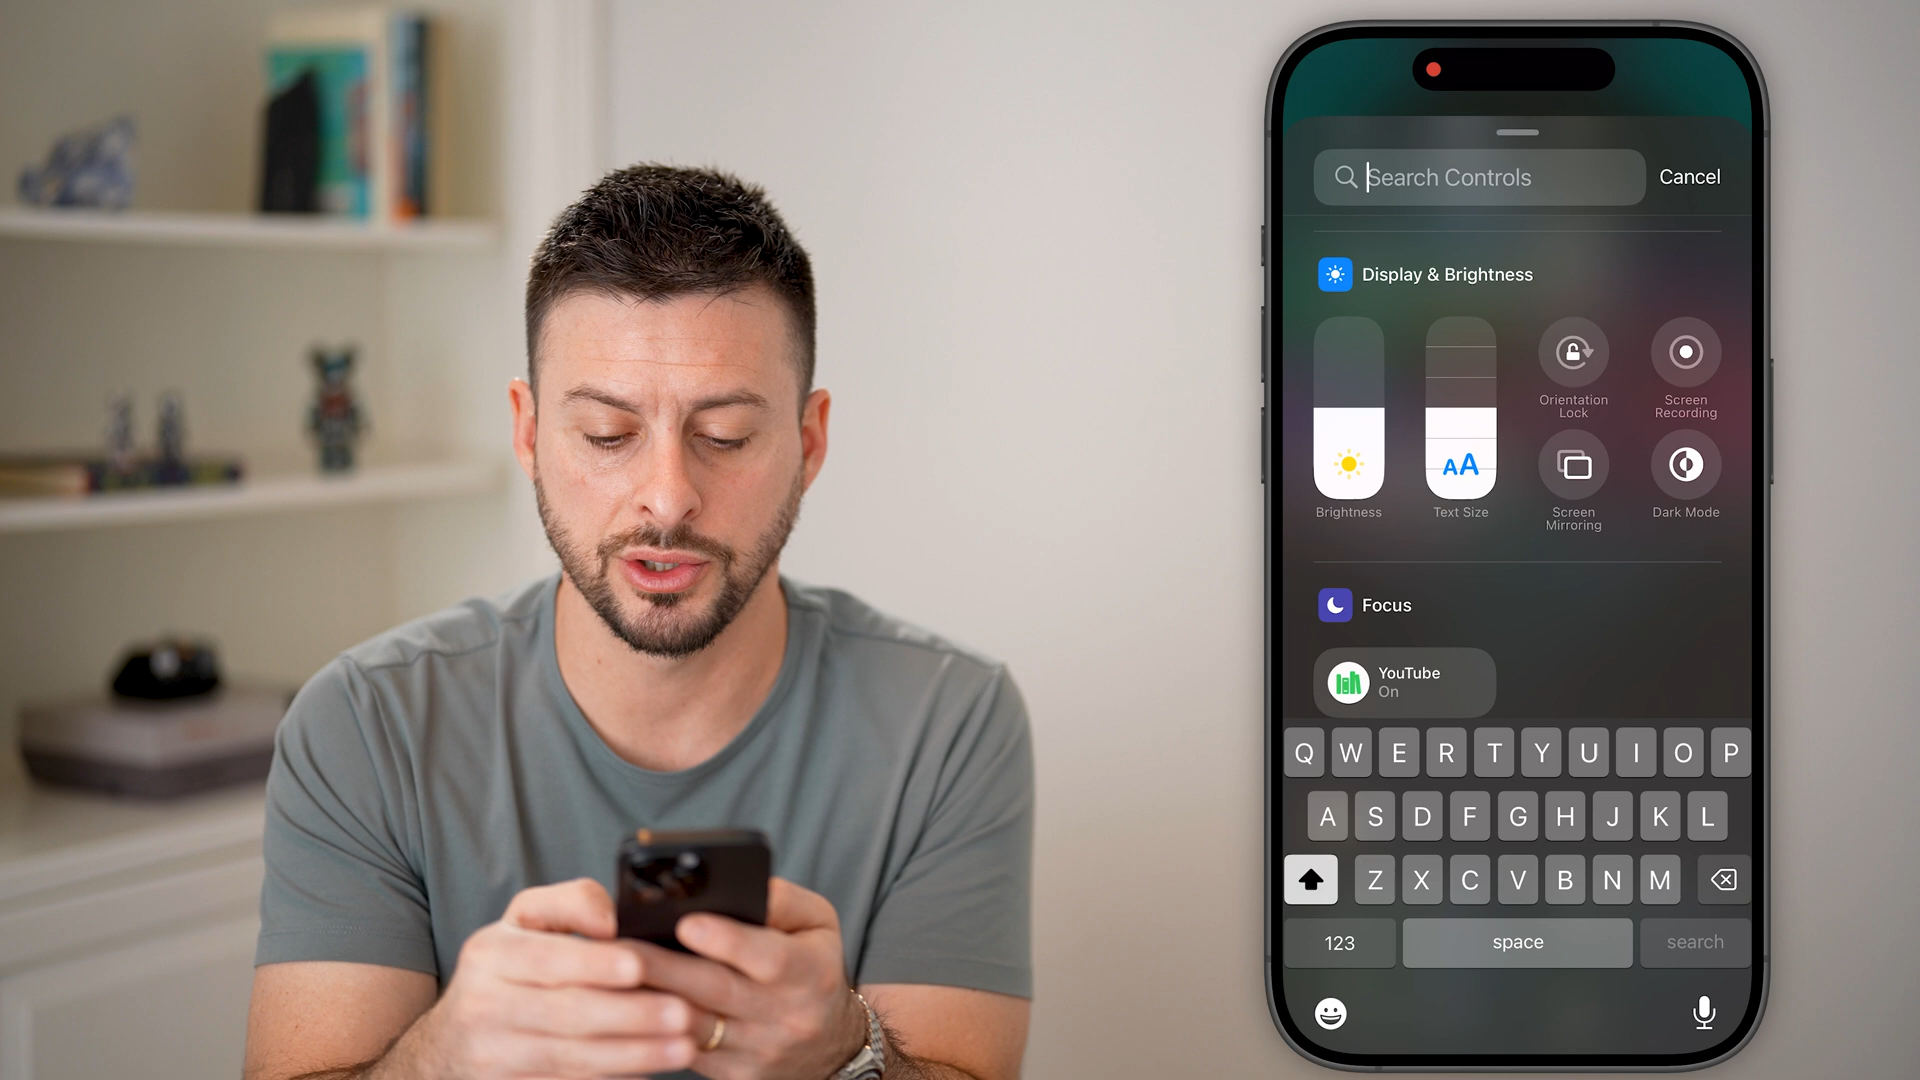 Search Controls
Cancel
Display & Brightness
Orientation
Lock
Screen
Recording
AA
Brightness
Text Size
Screen
Mirroring
Dark Mode
Focus
YouTube
On
Q W E R T Y U I O P
A S D F G H J K L
Z X C V B N M
123
space
search